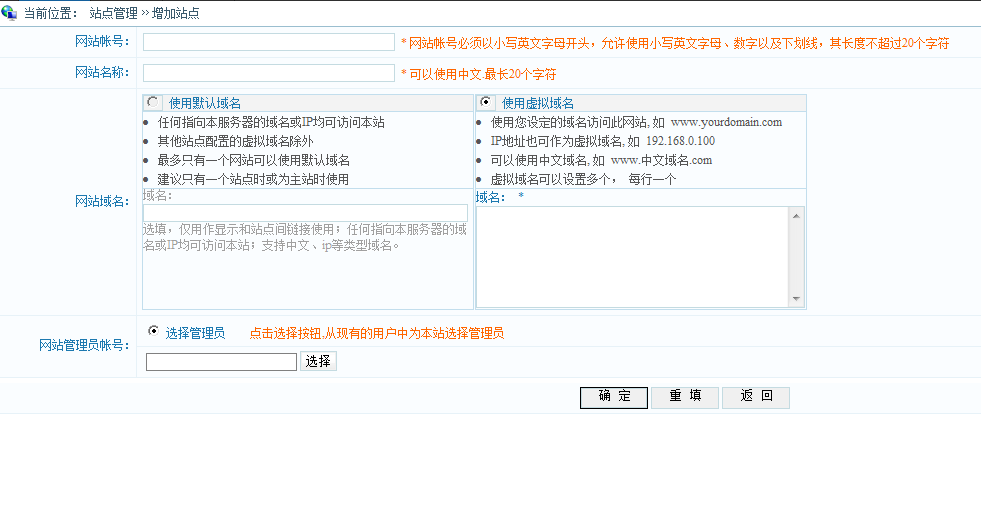 当前位置： 站点管理 >> 增加站点
网站帐号： * 网站帐号必须以小写英文字母开头，允许使用小写英文字母、数字以及下划线，其长度不超过20个字符
网站名称： * 可以使用中文.最长20个字符
网站域名：
使用默认域名
任何指向本服务器的域名或IP均可访问本站
其他站点配置的虚拟域名除外
最多只有一个网站可以使用默认域名
建议只有一个站点时或为主站时使用
域名：
选填，仅用作显示和站点间链接使用；任何指向本服务器的域
名或IP均可访问本站；支持中文、ip等类型域名。
使用虚拟域名
使用您设定的域名访问此网站, 如 www.yourdomain.com
IP地址也可作为虚拟域名, 如 192.168.0.100
可以使用中文域名, 如 www.中文域名.com
虚拟域名可以设置多个， 每行一个
域名： *
网站管理员帐号：
选择管理员 点击选择按钮,从现有的用户中为本站选择管理员
选择
确 定 重 填 返 回